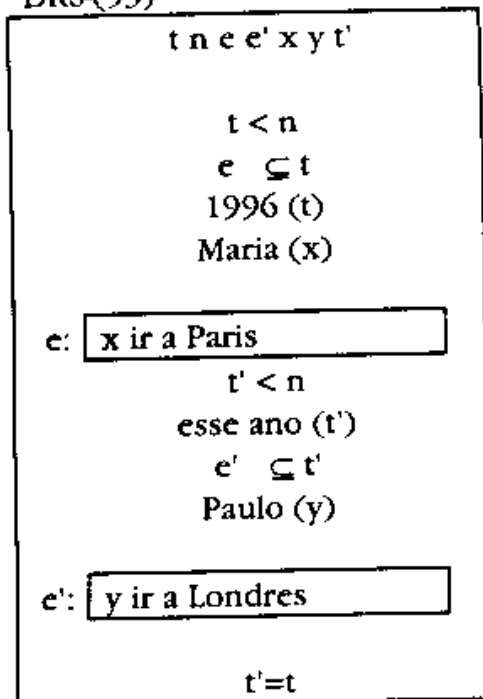 t n e e' x y t'
t < n
e ⊆ t
1996 (t)
Maria (x)
e: x ir a Paris
t' < n
esse ano (t')
e' ⊆ t'
Paulo (y)
e': y ir a Londres
t'=t